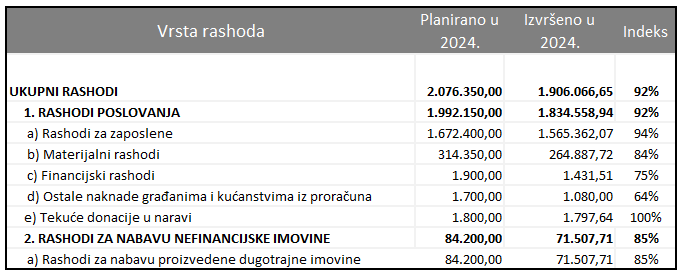 Vrsta rashoda Planirano u 2024. Izvršeno u 2024. Indeks
UKUPNI RASHODI 2.076.350,00 1.906.066,65 92%
1. RASHODI POSLOVANJA 1.992.150,00 1.834.558,94 92%
a) Rashodi za zaposlene 1.672.400,00 1.565.362,07 94%
b) Materijalni rashodi 314.350,00 264.887,72 84%
c) Financijski rashodi 1.900,00 1.431,51 75%
d) Ostale naknade građanima i kućanstvima iz proračuna 1.700,00 1.080,00 64%
e) Tekuće donacije u naravi 1.800,00 1.797,64 100%
2. RASHODI ZA NABAVU NEFINANCIJSKE IMOVINE 84.200,00 71.507,71 85%
a) Rashodi za nabavu proizvedene dugotrajne imovine 84.200,00 71.507,71 85%